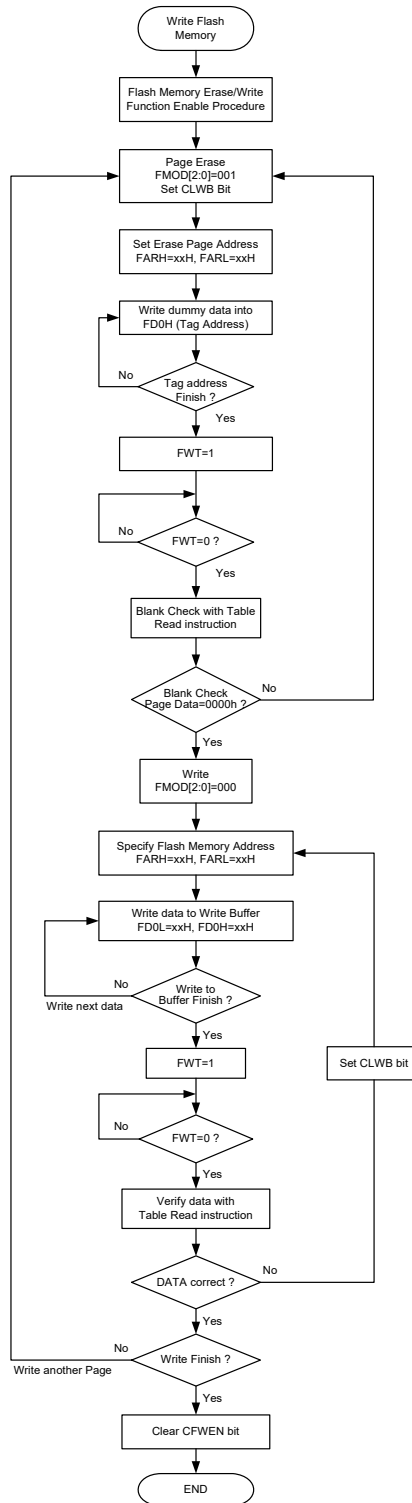 Write Flash
Memory
Flash Memory Erase/Write
Function Enable Procedure
Page Erase
FMOD[2:0]=001
Set CLWB Bit
Set Erase Page Address
FARH=xxH, FARL=xxH
Write dummy data into
FD0H (Tag Address)
No
Tag address
Finish ?
Yes
FWT=1
No
FWT=0 ?
Yes
Blank Check with Table
Read instruction
No
Blank Check
Page Data=0000h ?
Yes
Write
FMOD[2:0]=000
Specify Flash Memory Address
FARH=xxH, FARL=xxH
Write data to Write Buffer
FD0L=xxH, FD0H=xxH
No
Write next data
Write to
Buffer Finish ?
Yes
FWT=1
Set CLWB bit
No
FWT=0 ?
Yes
Verify data with
Table Read instruction
No
DATA correct ?
Yes
No
Write another Page
Write Finish ?
Yes
Clear CFWEN bit
END